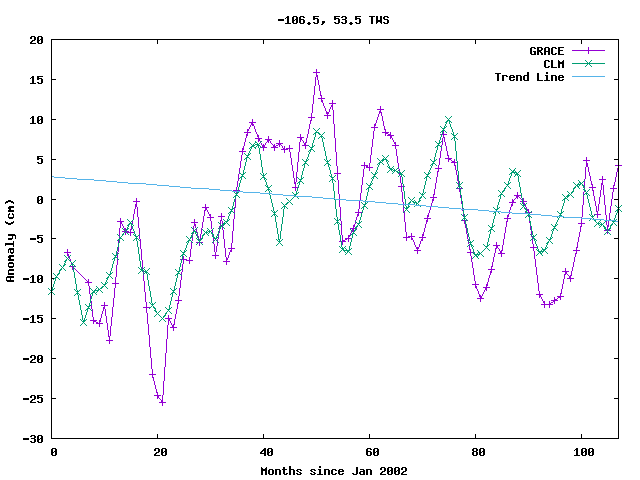 -106.5, 53.5 TWS
GRACE
CLM
Trend Line
20
15
10
5
0
-5
-10
-15
-20
-25
-30
Anomaly (cm)
0 20 40 60 80 100
Months since Jan 2002